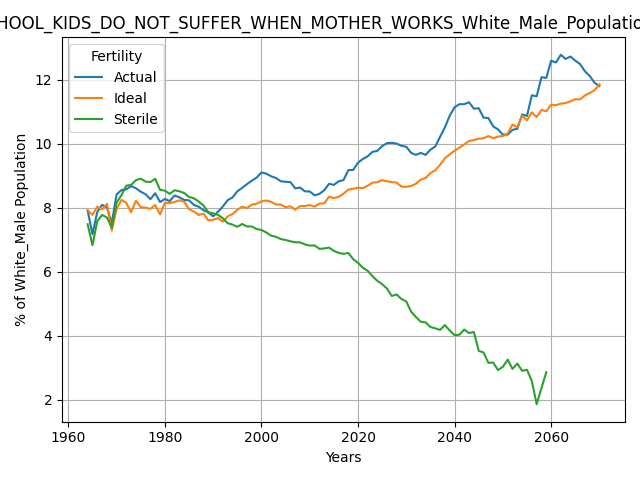 HOOL_KIDS_DO_NOT_SUFFER_WHEN_MOTHER_WORKS_White_Male_Populatio
Fertility
Actual
Ideal
Sterile
% of White_Male Population
12
10
8
6
4
2
1960 1980 2000 2020 2040 2060
Years